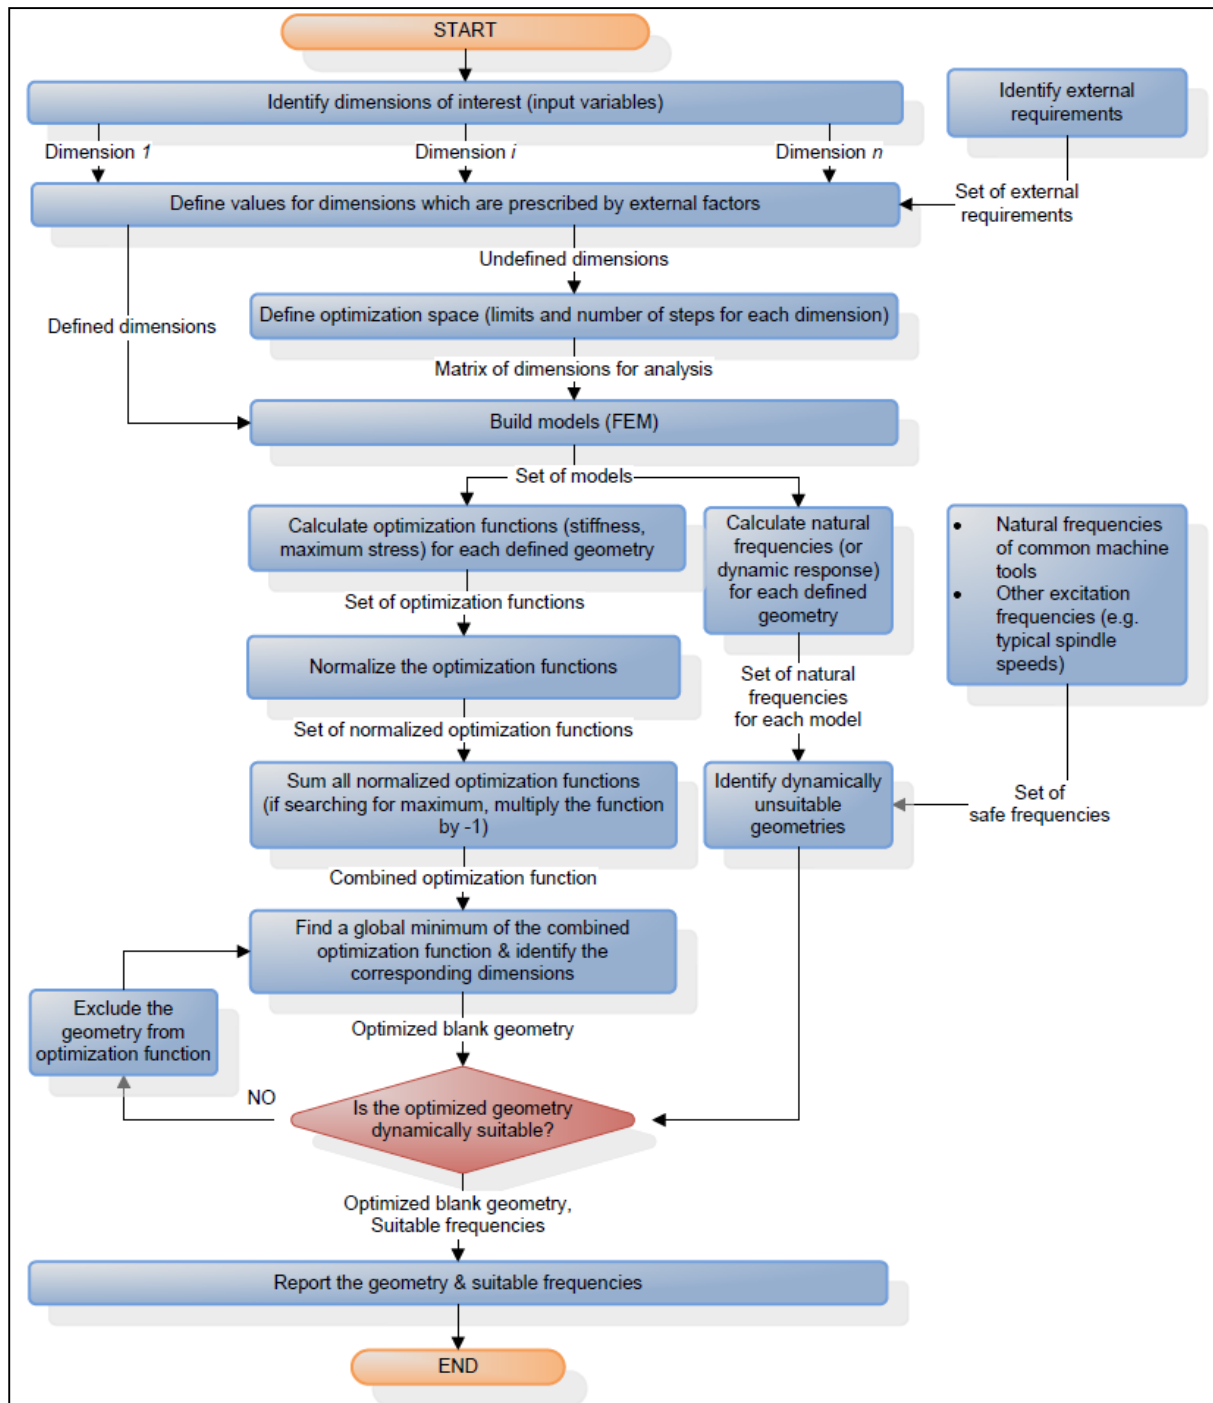 START
Identify dimensions of interest (input variables)
Identify external
requirements
Dimension 1
Dimension i
Dimension n
Define values for dimensions which are prescribed by external factors
Set of external
requirements
Undefined dimensions
Defined dimensions
Define optimization space (limits and number of steps for each dimension)
Matrix of dimensions for analysis
Build models (FEM)
Set of models
Calculate optimization functions (stiffness,
maximum stress) for each defined geometry
Calculate natural
frequencies (or
dynamic response)
for each defined
geometry
• Natural frequencies
of common machine
tools
• Other excitation
frequencies (e.g.
typical spindle
speeds)
Set of optimization functions
Normalize the optimization functions
Set of natural
frequencies
for each model
Set of normalized optimization functions
Sum all normalized optimization functions
(if searching for maximum, multiply the function
by -1)
Identify dynamically
unsuitable
geometries
Set of
safe frequencies
Combined optimization function
Find a global minimum of the combined
optimization function & identify the
corresponding dimensions
Exclude the
geometry from
optimization function
Optimized blank geometry
NO
Is the optimized geometry
dynamically suitable?
Optimized blank geometry,
Suitable frequencies
Report the geometry & suitable frequencies
END